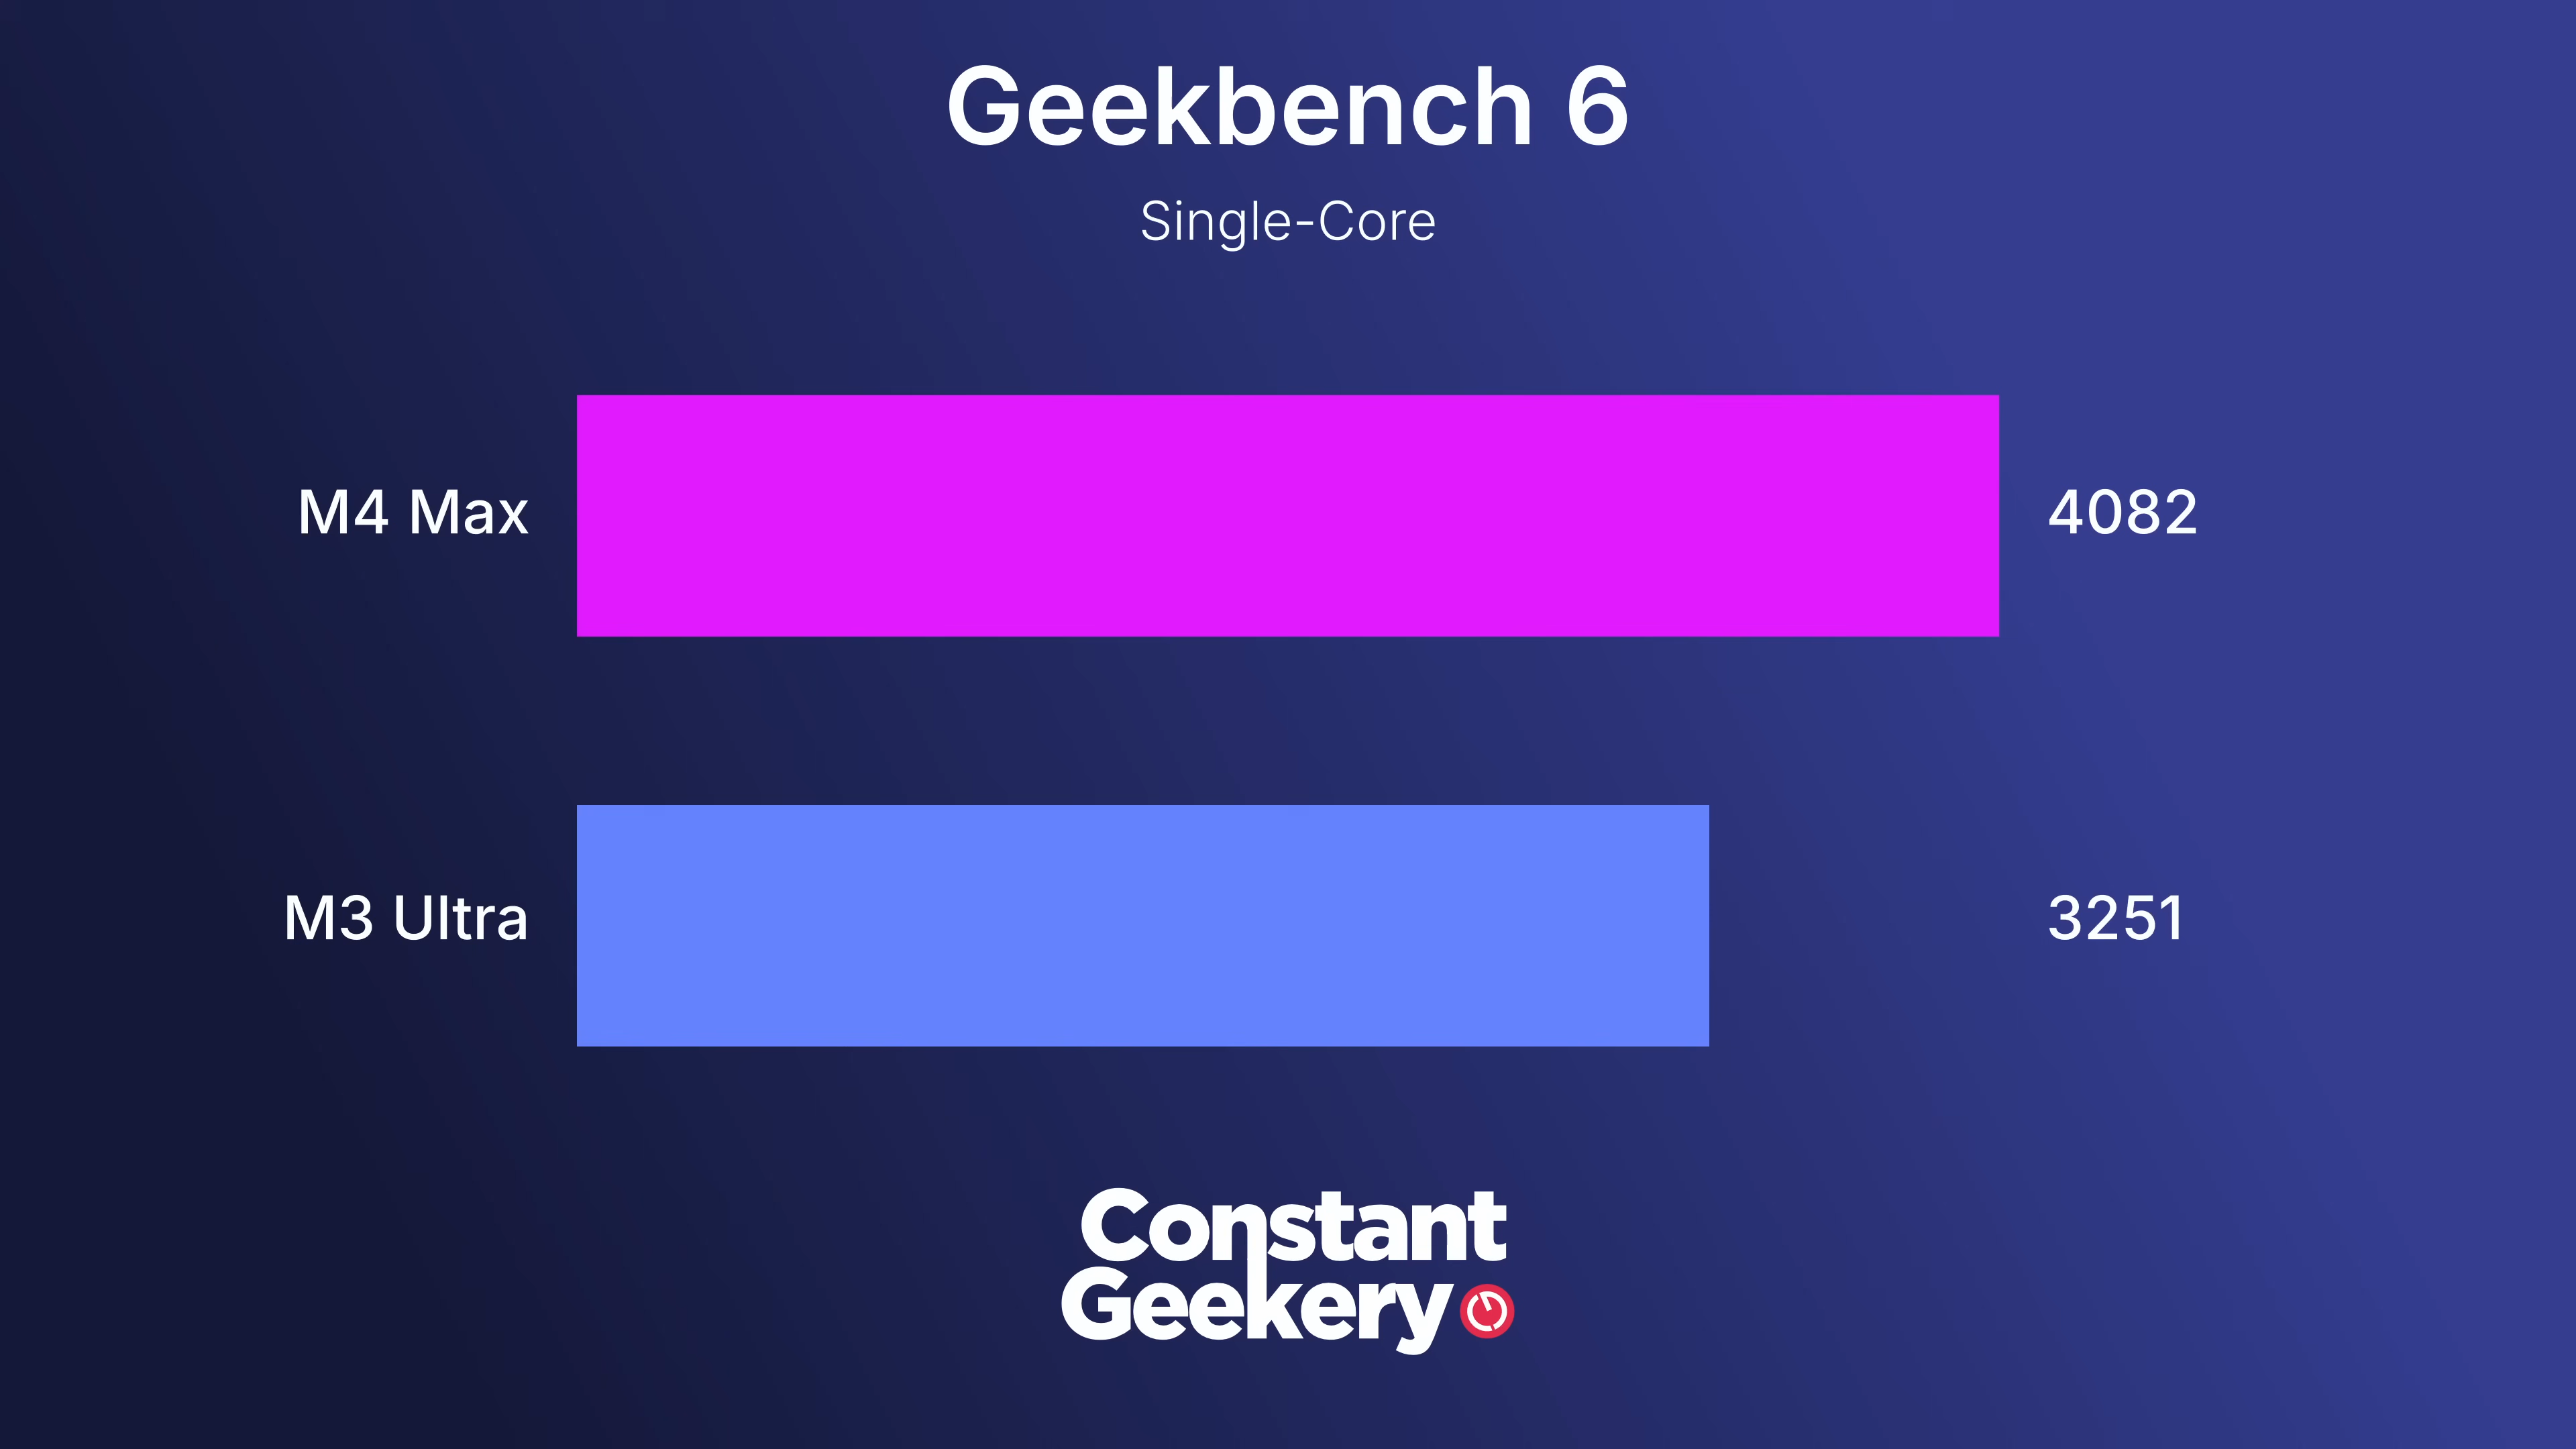 Geekbench 6
Single-Core
M4 Max
4082
M3 Ultra
3251
Constant
Geekery